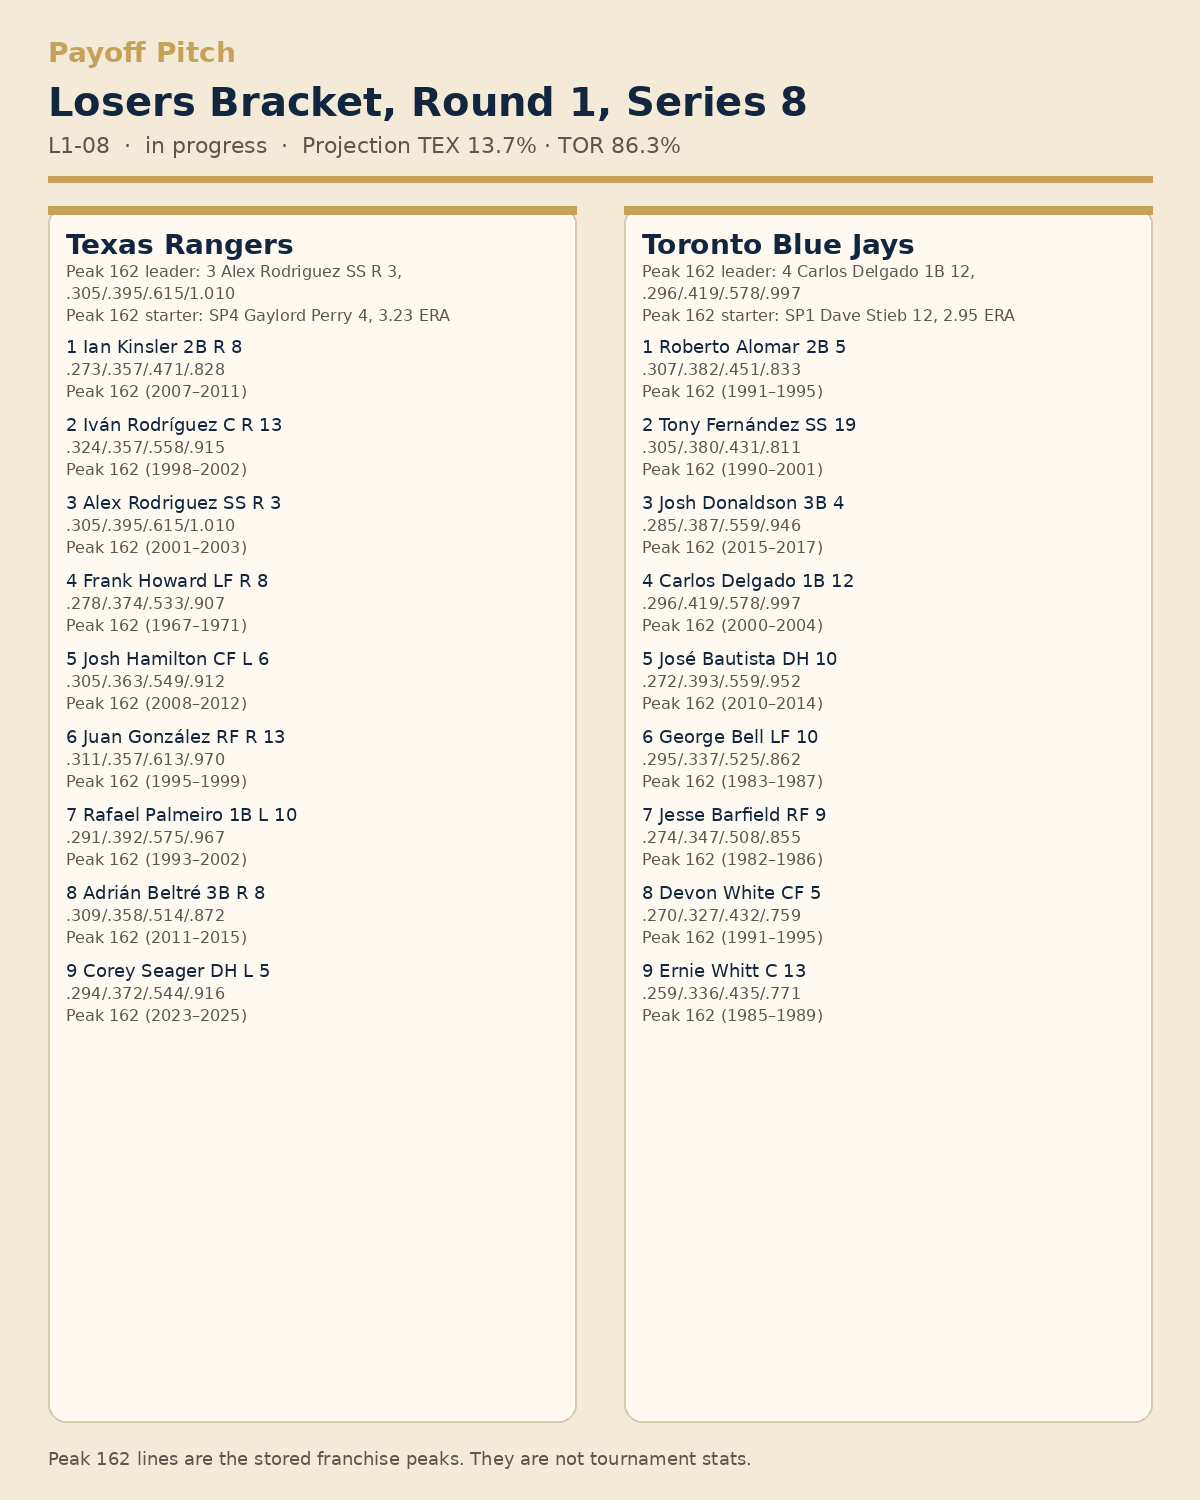 Payoff Pitch
Losers Bracket, Round 1, Series 8
L1-08 · in progress · Projection TEX 13.7% · TOR 86.3%
Texas Rangers
Peak 162 leader: 3 Alex Rodriguez SS R 3,
.305/.395/.615/1.010
Peak 162 starter: SP4 Gaylord Perry 4, 3.23 ERA
1 Ian Kinsler 2B R 8
.273/.357/.471/.828
Peak 162 (2007–2011)
2 Iván Rodríguez C R 13
.324/.357/.558/.915
Peak 162 (1998–2002)
3 Alex Rodriguez SS R 3
.305/.395/.615/1.010
Peak 162 (2001–2003)
4 Frank Howard LF R 8
.278/.374/.533/.907
Peak 162 (1967–1971)
5 Josh Hamilton CF L 6
.305/.363/.549/.912
Peak 162 (2008–2012)
6 Juan González RF R 13
.311/.357/.613/.970
Peak 162 (1995–1999)
7 Rafael Palmeiro 1B L 10
.291/.392/.575/.967
Peak 162 (1993–2002)
8 Adrián Beltré 3B R 8
.309/.358/.514/.872
Peak 162 (2011–2015)
9 Corey Seager DH L 5
.294/.372/.544/.916
Peak 162 (2023–2025)
Toronto Blue Jays
Peak 162 leader: 4 Carlos Delgado 1B 12,
.296/.419/.578/.997
Peak 162 starter: SP1 Dave Stieb 12, 2.95 ERA
1 Roberto Alomar 2B 5
.307/.382/.451/.833
Peak 162 (1991–1995)
2 Tony Fernández SS 19
.305/.380/.431/.811
Peak 162 (1990–2001)
3 Josh Donaldson 3B 4
.285/.387/.559/.946
Peak 162 (2015–2017)
4 Carlos Delgado 1B 12
.296/.419/.578/.997
Peak 162 (2000–2004)
5 José Bautista DH 10
.272/.393/.559/.952
Peak 162 (2010–2014)
6 George Bell LF 10
.295/.337/.525/.862
Peak 162 (1983–1987)
7 Jesse Barfield RF 9
.274/.347/.508/.855
Peak 162 (1982–1986)
8 Devon White CF 5
.270/.327/.432/.759
Peak 162 (1991–1995)
9 Ernie Whitt C 13
.259/.336/.435/.771
Peak 162 (1985–1989)
Peak 162 lines are the stored franchise peaks. They are not tournament stats.